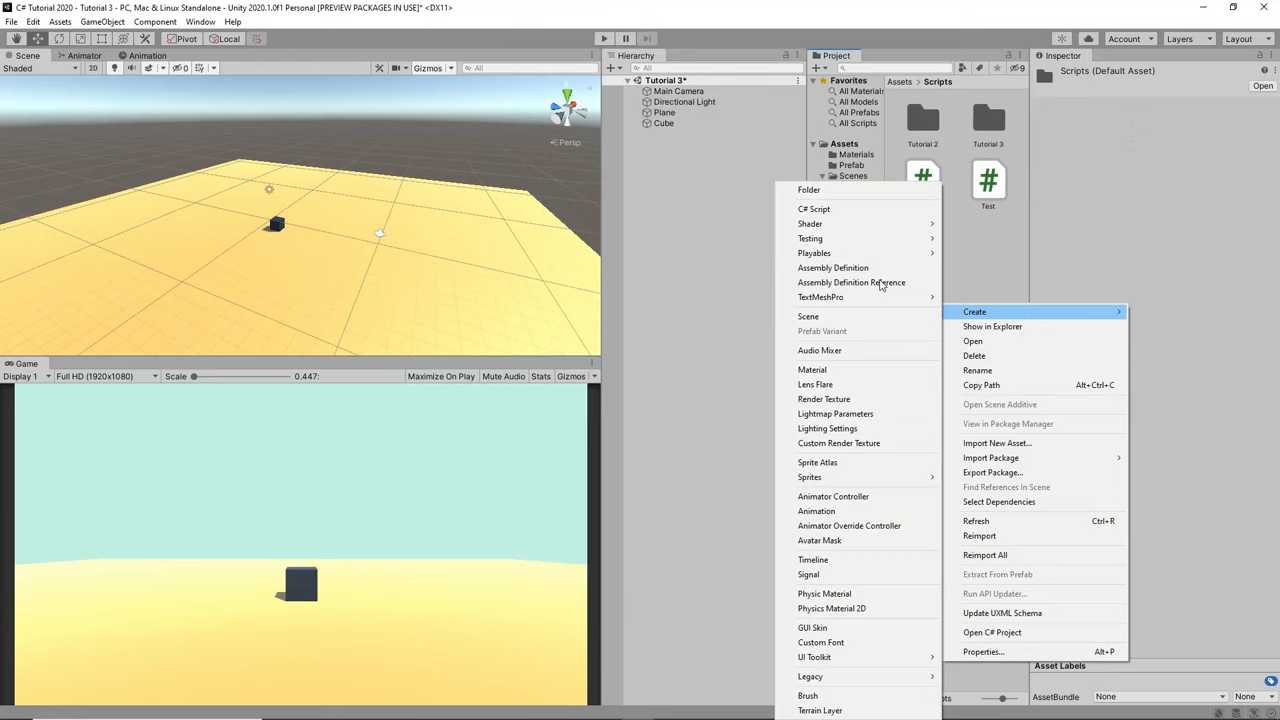 C# Tutorial 2020 - Tutorial 3 - PC, Mac & Linux Standalone - Unity 2020.1.0f1 Personal [PREVIEW PACKAGES IN USE]* <DX11>
File Edit Assets GameObject Component Window Help
Pivot Local Account Layers Layout
Scene Animator Animation
Shaded 2D 0 Gizmos All
Persp
Game
Display 1 Full HD (1920x1080) Scale 0.447: Maximize On Play Mute Audio Stats Gizmos
Hierarchy
All
Tutorial 3*
Main Camera
Directional Light
Plane
Cube
Project
9
Favorites
All Materials
All Models
All Prefabs
All Scripts
Assets
Materials
Prefab
Scenes
Assets > Scripts
Tutorial 2 Tutorial 3
Test
Folder
C# Script
Shader
Testing
Playables
Assembly Definition
Assembly Definition Reference
TextMeshPro
Scene
Prefab Variant
Audio Mixer
Material
Lens Flare
Render Texture
Lightmap Parameters
Lighting Settings
Custom Render Texture
Sprite Atlas
Sprites
Animator Controller
Animation
Animator Override Controller
Avatar Mask
Timeline
Signal
Physic Material
Physics Material 2D
GUI Skin
Custom Font
UI Toolkit
Legacy
Brush
Terrain Layer
Create
Show in Explorer
Open
Delete
Rename
Copy Path Alt+Ctrl+C
Open Scene Additive
View in Package Manager
Import New Asset...
Import Package
Export Package...
Find References In Scene
Select Dependencies
Refresh Ctrl+R
Reimport
Reimport All
Extract From Prefab
Run API Updater...
Update UXML Schema
Open C# Project
Properties... Alt+P
Inspector
Scripts (Default Asset)
Open
Asset Labels
AssetBundle None None